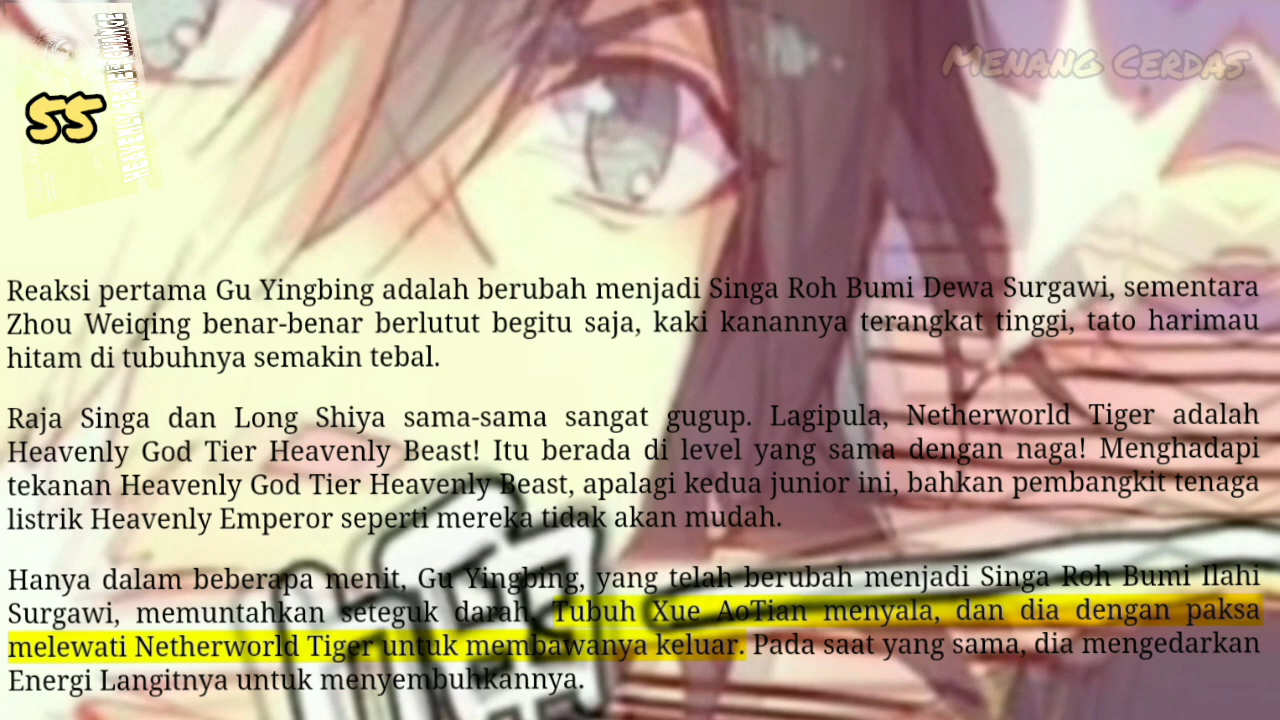 HEAVENLY JEWEL CHANGE
Menang Cerdas
55
Reaksi pertama Gu Yingbing adalah berubah menjadi Singa Roh Bumi Dewa Surgawi, sementara
Zhou Weiqing benar-benar berlutut begitu saja, kaki kanannya terangkat tinggi, tato harimau
hitam di tubuhnya semakin tebal.
Raja Singa dan Long Shiya sama-sama sangat gugup. Lagipula, Netherworld Tiger adalah
Heavenly God Tier Heavenly Beast! Itu berada di level yang sama dengan naga! Menghadapi
tekanan Heavenly God Tier Heavenly Beast, apalagi kedua junior ini, bahkan pembangkit tenaga
listrik Heavenly Emperor seperti mereka tidak akan mudah.
Hanya dalam beberapa menit, Gu Yingbing, yang telah berubah menjadi Singa Roh Bumi Ilahi
Surgawi, memuntahkan seteguk darah. Tubuh Xue AoTian menyala, dan dia dengan paksa
melewati Netherworld Tiger untuk membawanya keluar. Pada saat yang sama, dia mengedarkan
Energi Langitnya untuk menyembuhkannya.